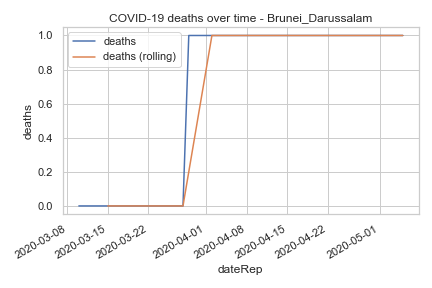 COVID-19 deaths over time - Brunei_Darussalam
deaths
deaths (rolling)
1.0
0.8
0.6
0.4
0.2
0.0
deaths
2020-03-08
2020-03-15
2020-03-22
2020-04-01
2020-04-08
2020-04-15
2020-04-22
2020-05-01
dateRep